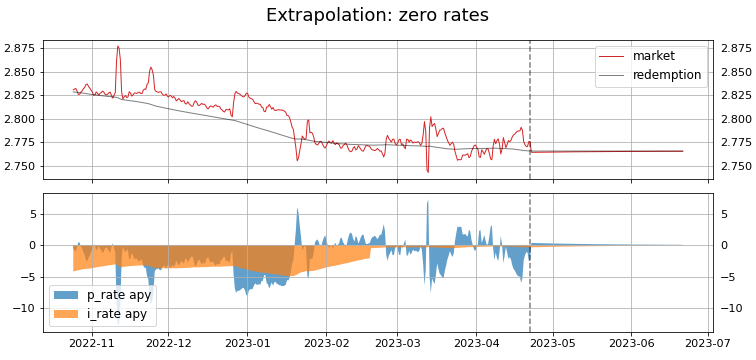 Extrapolation: zero rates
2.875 2.875
2.850 2.850
2.825 2.825
2.800 2.800
2.775 2.775
2.750 2.750
market
redemption
5 5
0 0
−5 −5
−10 −10
p_rate apy
i_rate apy
2022-11 2022-12 2023-01 2023-02 2023-03 2023-04 2023-05 2023-06 2023-07